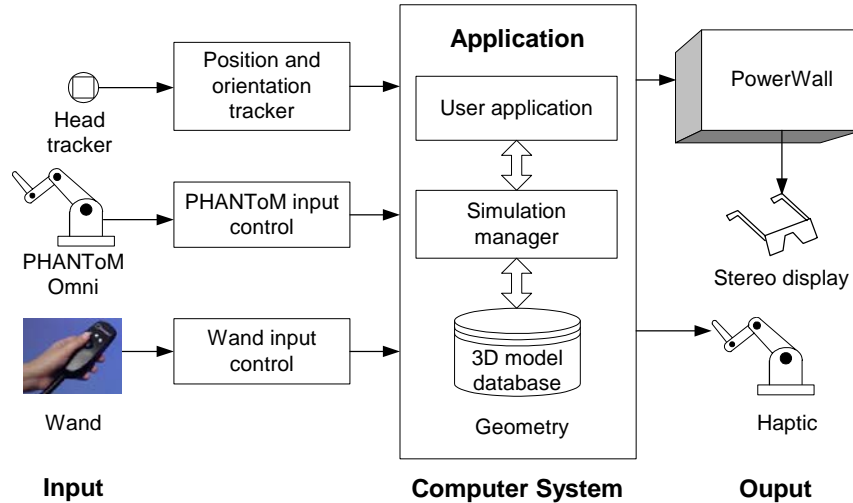 Application
Position and
orientation
tracker
Head
tracker
User application
PowerWall
PHANToM input
control
PHANToM
Omni
Simulation
manager
Stereo display
Wand input
control
Wand
3D model
database
Geometry
Haptic
Input
Computer System
Ouput